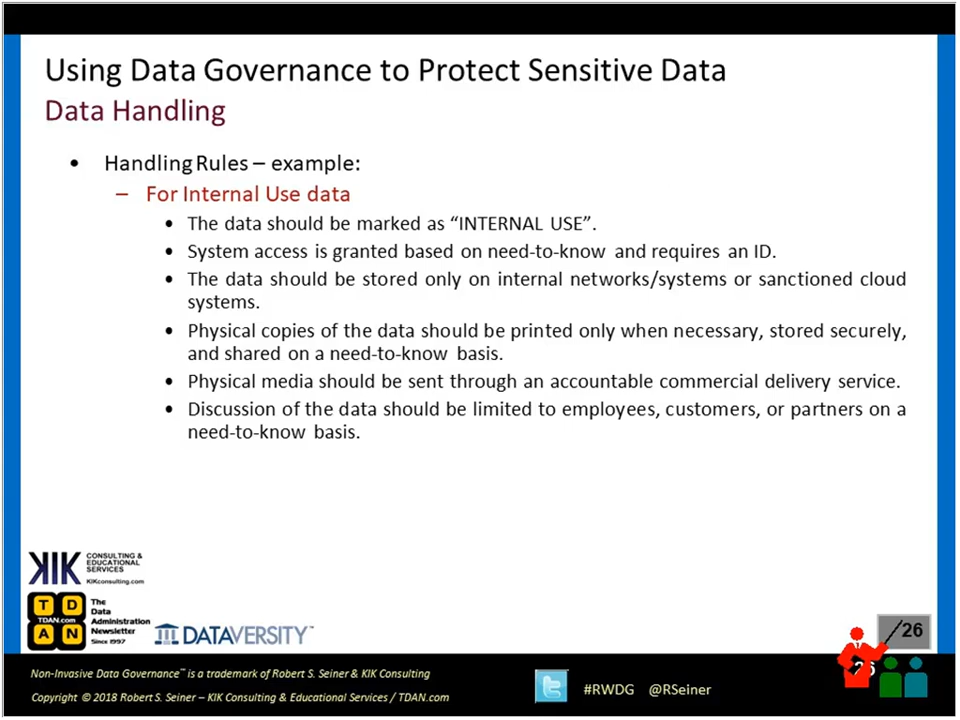 Using Data Governance to Protect Sensitive Data
Data Handling
• Handling Rules – example:
– For Internal Use data
• The data should be marked as “INTERNAL USE”.
• System access is granted based on need-to-know and requires an ID.
• The data should be stored only on internal networks/systems or sanctioned cloud
systems.
• Physical copies of the data should be printed only when necessary, stored securely,
and shared on a need-to-know basis.
• Physical media should be sent through an accountable commercial delivery service.
• Discussion of the data should be limited to employees, customers, or partners on a
need-to-know basis.
KIK
CONSULTING &
EDUCATIONAL
SERVICES
KIKconsulting.com
T D
TDAN.com
A N
The
Data
Administration
Newsletter
Since 1997
DATAVERSITY™
26
26
Non-Invasive Data Governance™ is a trademark of Robert S. Seiner & KIK Consulting
Copyright © 2018 Robert S. Seiner – KIK Consulting & Educational Services / TDAN.com
#RWDG @RSeiner